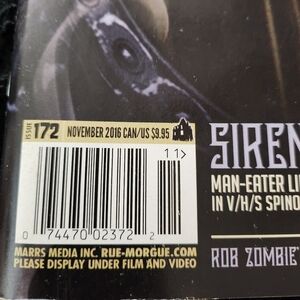 ISSUE 172 NOVEMBER 2016 CAN/US $9.95
11>
0 74470 02372 2
MARRS MEDIA INC. RUE-MORGUE.COM
PLEASE DISPLAY UNDER FILM AND VIDEO
SIREN
MAN-EATER LI
IN V/H/S SPINO
ROB ZOMBIE